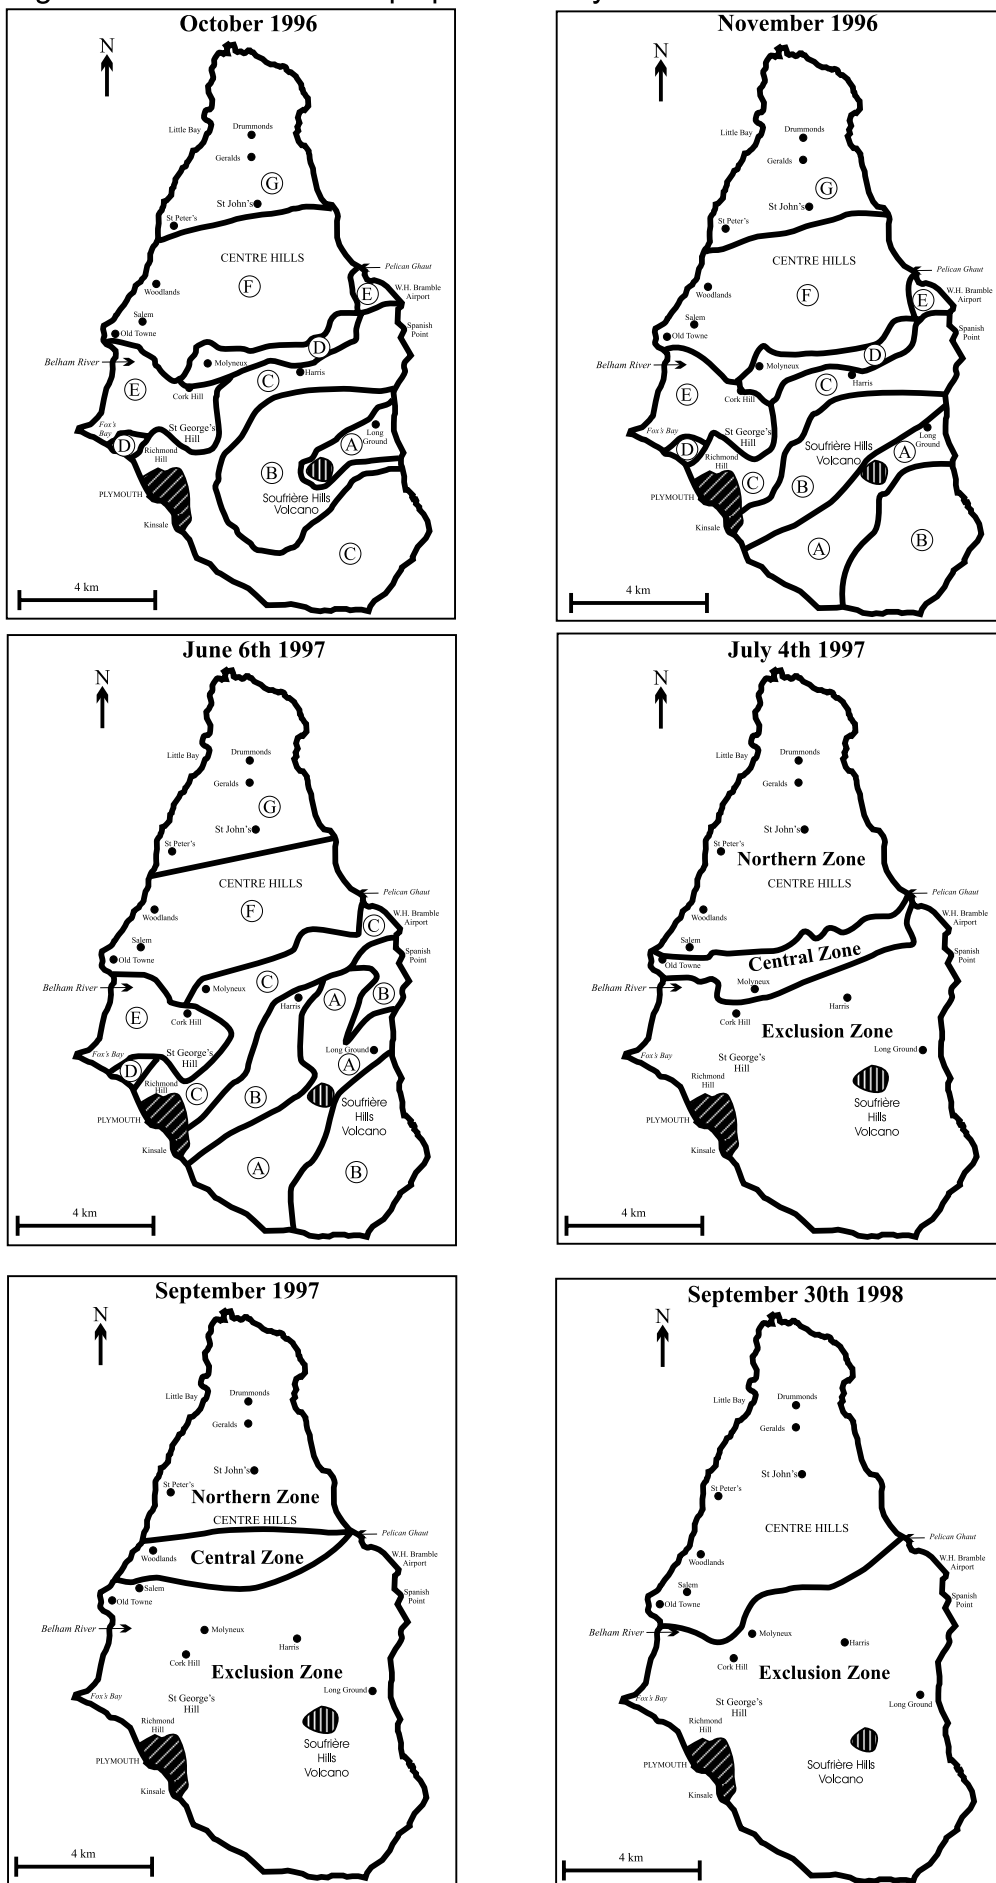 October 1996
N
Little Bay
Drummonds
Geralds
G
St John's
St Peter's
CENTRE HILLS
Pelican Ghaut
F
E
W.H. Bramble
Airport
Woodlands
Salem
Old Towne
Spanish
Point
D
Belham River
Molyneux
C
Harris
E
Cork Hill
Fox's
Bay
St George's
Hill
D
Richmond
Hill
A
Long
Ground
B
PLYMOUTH
Soufrière Hills
Volcano
Kinsale
C
4 km
November 1996
N
Little Bay
Drummonds
Geralds
G
St John's
St Peter's
CENTRE HILLS
Pelican Ghaut
F
E
W.H. Bramble
Airport
Woodlands
Salem
Old Towne
Spanish
Point
D
Belham River
Molyneux
C
Harris
E
Cork Hill
Fox's Bay
St George's
Hill
D
Richmond
Hill
Soufrière Hills
Volcano
Long
Ground
A
C
B
PLYMOUTH
Kinsale
A
B
4 km
June 6th 1997
N
Little Bay
Drummonds
Geralds
G
St John's
St Peter's
CENTRE HILLS
Pelican Ghaut
F
C
W.H. Bramble
Airport
Woodlands
Salem
Old Towne
Spanish
Point
Belham River
Molyneux
C
Harris
A
B
E
Cork Hill
Fox's Bay
St George's
Hill
Long Ground
D
A
Richmond
Hill
C
B
PLYMOUTH
Soufrière
Hills
Volcano
Kinsale
A
B
4 km
July 4th 1997
N
Little Bay
Drummonds
Geralds
St John's
St Peter's
Northern Zone
CENTRE HILLS
Pelican Ghaut
W.H. Bramble
Airport
Woodlands
Salem
Old Towne
Central Zone
Spanish
Point
Belham River
Molyneux
Harris
Cork Hill
Exclusion Zone
Fox's Bay
St George's
Hill
Long Ground
Richmond
Hill
PLYMOUTH
Soufrière
Hills
Volcano
Kinsale
4 km
September 1997
N
Little Bay
Drummonds
Geralds
St John's
St Peter's
Northern Zone
CENTRE HILLS
Pelican Ghaut
Woodlands
Central Zone
W.H. Bramble
Airport
Salem
Old Towne
Spanish
Point
Belham River
Molyneux
Harris
Cork Hill
Exclusion Zone
Fox's Bay
St George's
Hill
Long Ground
Richmond
Hill
PLYMOUTH
Soufrière
Hills
Volcano
Kinsale
4 km
September 30th 1998
N
Little Bay
Drummonds
Geralds
St John's
St Peter's
CENTRE HILLS
Pelican Ghaut
Woodlands
W.H. Bramble
Airport
Salem
Old Towne
Spanish
Point
Belham River
Molyneux
Harris
Cork Hill
Exclusion Zone
Fox's Bay
St George's
Hill
Long Ground
Richmond
Hill
PLYMOUTH
Soufrière Hills
Volcano
Kinsale
4 km